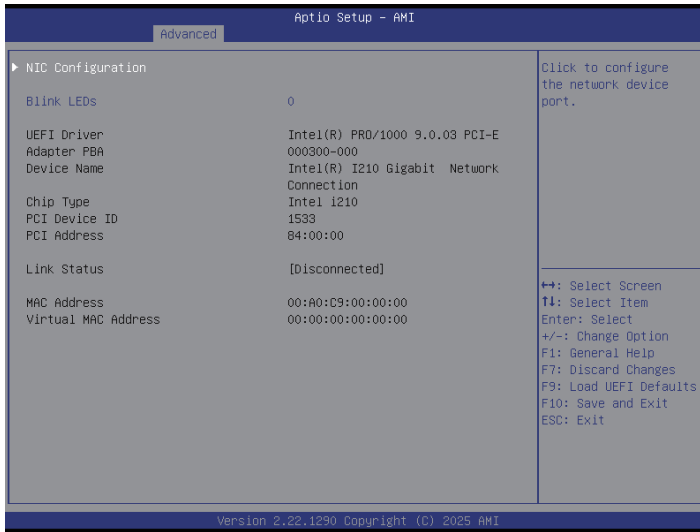 Aptio Setup - AMI
Advanced
▶ NIC Configuration
Blink LEDs 0
UEFI Driver Intel(R) PRO/1000 9.0.03 PCI-E
Adapter PBA 000300-000
Device Name Intel(R) I210 Gigabit  Network
Connection
Chip Type Intel i210
PCI Device ID 1533
PCI Address 84:00:00
Link Status [Disconnected]
MAC Address 00:A0:C9:00:00:00
Virtual MAC Address 00:00:00:00:00:00
Click to configure
the network device
port.
↔: Select Screen
↑↓: Select Item
Enter: Select
+/-: Change Option
F1: General Help
F7: Discard Changes
F9: Load UEFI Defaults
F10: Save and Exit
ESC: Exit
Version 2.22.1290 Copyright (C) 2025 AMI